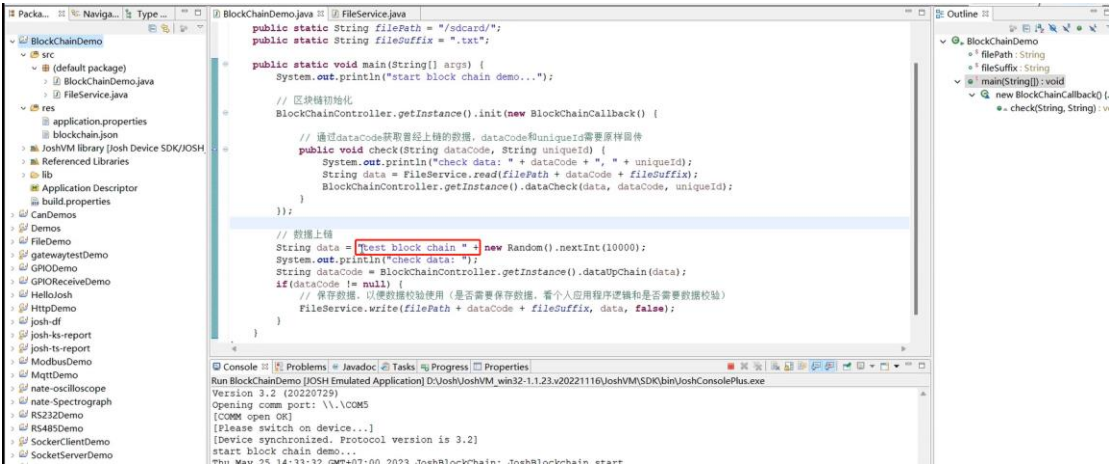 Packa...
Naviga...
Type ...
BlockChainDemo
src
(default package)
BlockChainDemo.java
FileService.java
res
application.properties
blockchain.json
JoshVM library [Josh Device SDK/JOSH
Referenced Libraries
lib
Application Descriptor
build.properties
CanDemos
Demos
FileDemo
gatewaytestDemo
GPIODemo
GPIOReceiveDemo
HelloJosh
HttpDemo
josh-df
josh-ks-report
josh-ts-report
ModbusDemo
MqttDemo
nate-oscilloscope
nate-Spectrograph
RS232Demo
RS485Demo
SockerClientDemo
SocketServerDemo
BlockChainDemo.java
FileService.java
public static String filePath = "/sdcard/";
public static String fileSuffix = ".txt";
public static void main(String[] args) {
System.out.println("start block chain demo...");
// 区块链初始化
BlockChainController.getInstance().init(new BlockChainCallback() {
// 通过dataCode获取曾经上链的数据，dataCode和uniqueId需要原样回传
public void check(String dataCode, String uniqueId) {
System.out.println("check data: " + dataCode + ", " + uniqueId);
String data = FileService.read(filePath + dataCode + fileSuffix);
BlockChainController.getInstance().dataCheck(data, dataCode, uniqueId);
}
});
// 数据上链
String data = "test block chain " + new Random().nextInt(10000);
System.out.println("check data: ");
String dataCode = BlockChainController.getInstance().dataUpChain(data);
if(dataCode != null) {
// 保存数据，以便数据校验使用（是否需要保存数据，看个人应用程序逻辑和是否需要数据校验）
FileService.write(filePath + dataCode + fileSuffix, data, false);
}
}
Console
Problems
Javadoc
Tasks
Progress
Properties
Run BlockChainDemo [JOSH Emulated Application] D:\Josh\JoshVM_win32-1.1.23.v20221116\JoshVM\SDK\bin\JoshConsolePlus.exe
Version 3.2 (20220729)
Opening comm port: \\.\COM5
[COMM open OK]
[Please switch on device...]
[Device synchronized. Protocol version is 3.2]
start block chain demo...
Thu May 25 14:33:32 GMT+07:00 2023 JoshBlockChain: JoshBlockchain start
Outline
BlockChainDemo
filePath : String
fileSuffix : String
main(String[]) : void
new BlockChainCallback() {.
check(String, String) : v